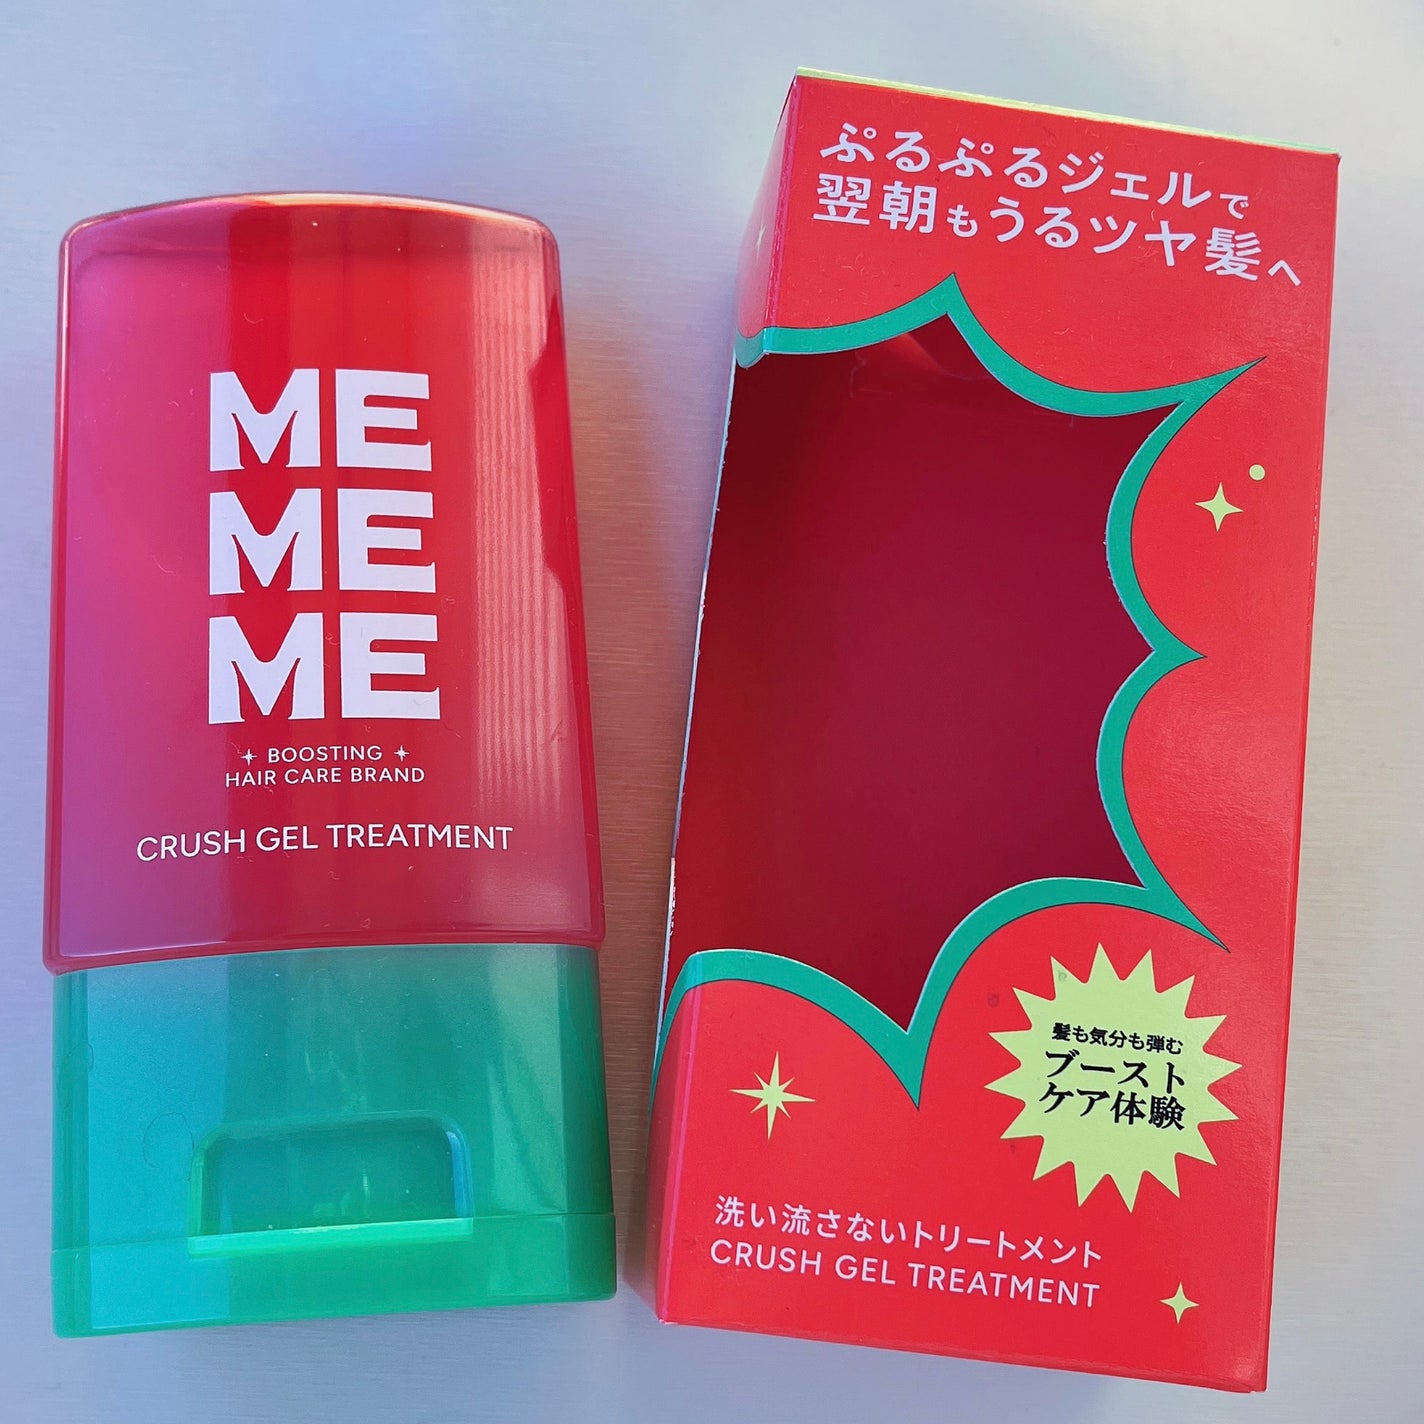 ME
ME
ME
BOOSTING
HAIR CARE BRAND
CRUSH GEL TREATMENT
ぷるぷるジェルで
翌朝もうるツヤ髪へ
髪も気分も弾む
ブースト
ケア体験
洗い流さないトリートメント
CRUSH GEL TREATMENT